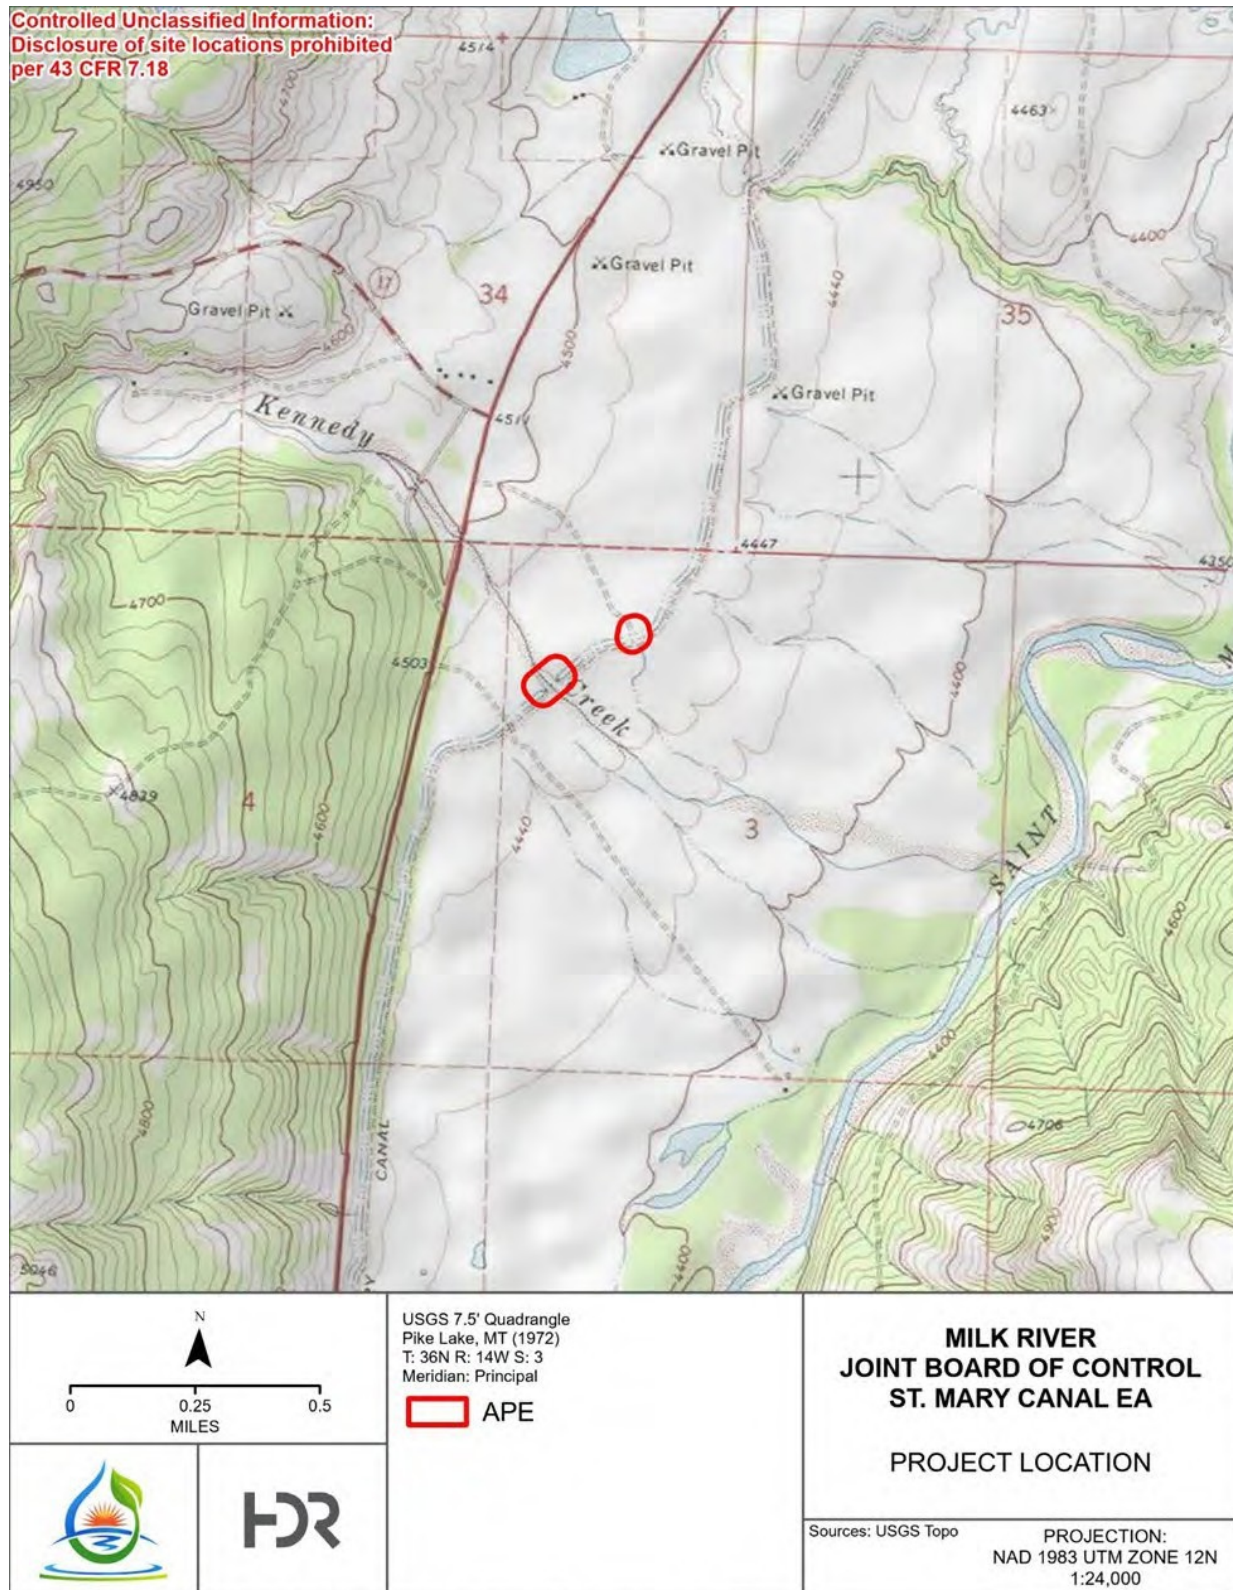 Controlled Unclassified Information:
Disclosure of site locations prohibited
per 43 CFR 7.18
4514
4700
4463
Gravel Pit
4950
4400
Gravel Pit
17
34
4440
35
Gravel Pit
4600
4500
Gravel Pit
Kennedy
4511
4447
4350
4700
4503
4400
Creek
4839
4
4600
4440
3
SAINT
4600
4400
4800
CANAL
4706
4900
4400
5046
N
0 0.25 0.5
MILES
USGS 7.5' Quadrangle
Pike Lake, MT (1972)
T: 36N R: 14W S: 3
Meridian: Principal
APE
MILK RIVER
JOINT BOARD OF CONTROL
ST. MARY CANAL EA
PROJECT LOCATION
HDR
Sources: USGS Topo
PROJECTION:
NAD 1983 UTM ZONE 12N
1:24,000